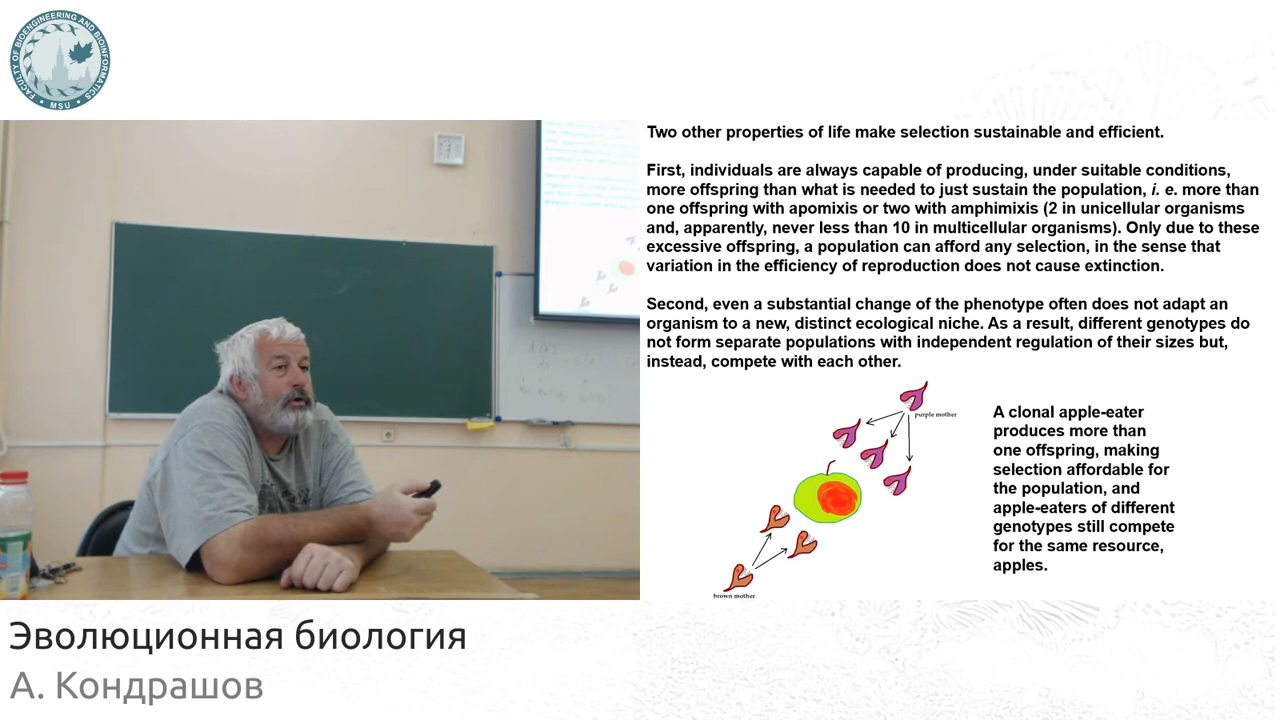 FACULTY OF BIOENGINEERING AND BIOINFORMATICS
• MSU •
Two other properties of life make selection sustainable and efficient.
First, individuals are always capable of producing, under suitable conditions,
more offspring than what is needed to just sustain the population, i. e. more than
one offspring with apomixis or two with amphimixis (2 in unicellular organisms
and, apparently, never less than 10 in multicellular organisms). Only due to these
excessive offspring, a population can afford any selection, in the sense that
variation in the efficiency of reproduction does not cause extinction.
Second, even a substantial change of the phenotype often does not adapt an
organism to a new, distinct ecological niche. As a result, different genotypes do
not form separate populations with independent regulation of their sizes but,
instead, compete with each other.
purple mother
brown mother
A clonal apple-eater
produces more than
one offspring, making
selection affordable for
the population, and
apple-eaters of different
genotypes still compete
for the same resource,
apples.
Эволюционная биология
А. Кондрашов